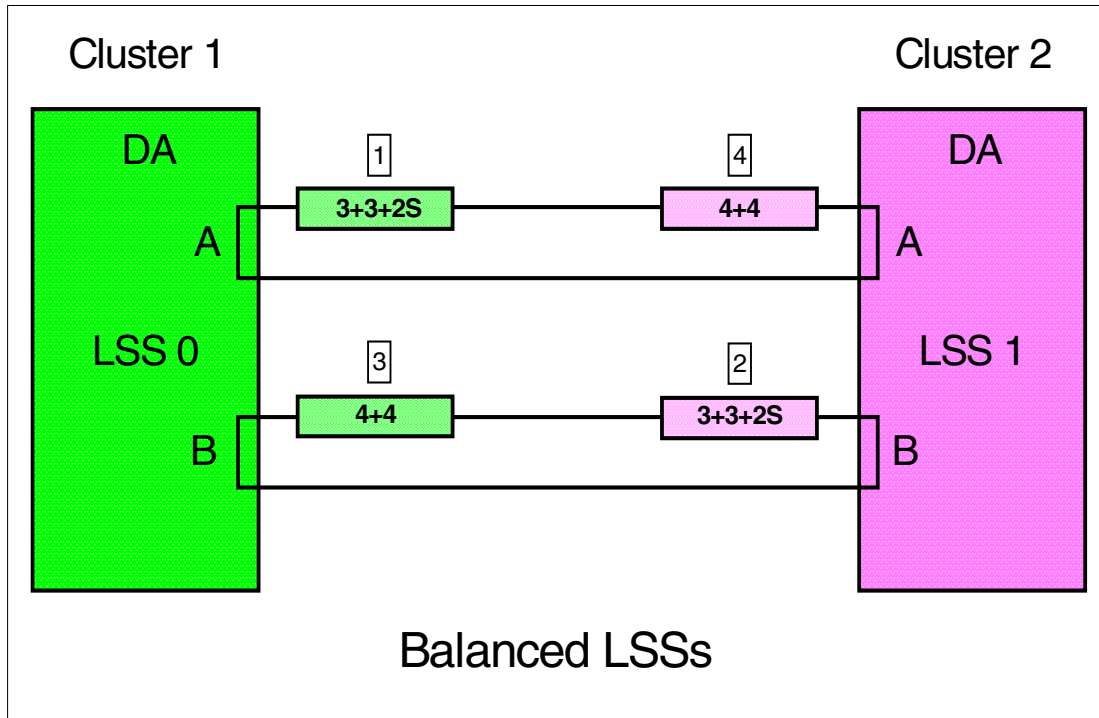 Cluster 1
Cluster 2
DA
DA
1
4
3+3+2S
4+4
A
A
LSS 0
LSS 1
3
2
4+4
3+3+2S
B
B
Balanced LSSs